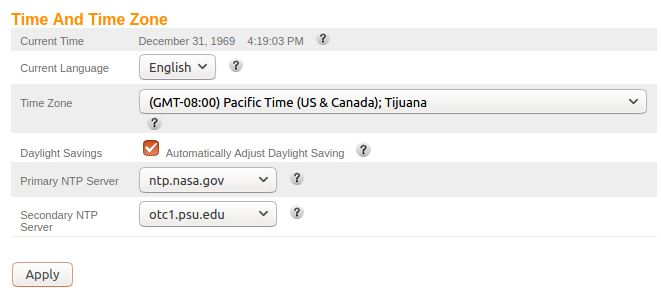 Time And Time Zone
Current Time December 31, 1969 4:19:03 PM ?
Current Language English ?
Time Zone (GMT-08:00) Pacific Time (US & Canada); Tijuana
?
Daylight Savings Automatically Adjust Daylight Saving ?
Primary NTP Server ntp.nasa.gov ?
Secondary NTP otc1.psu.edu ?
Server
Apply